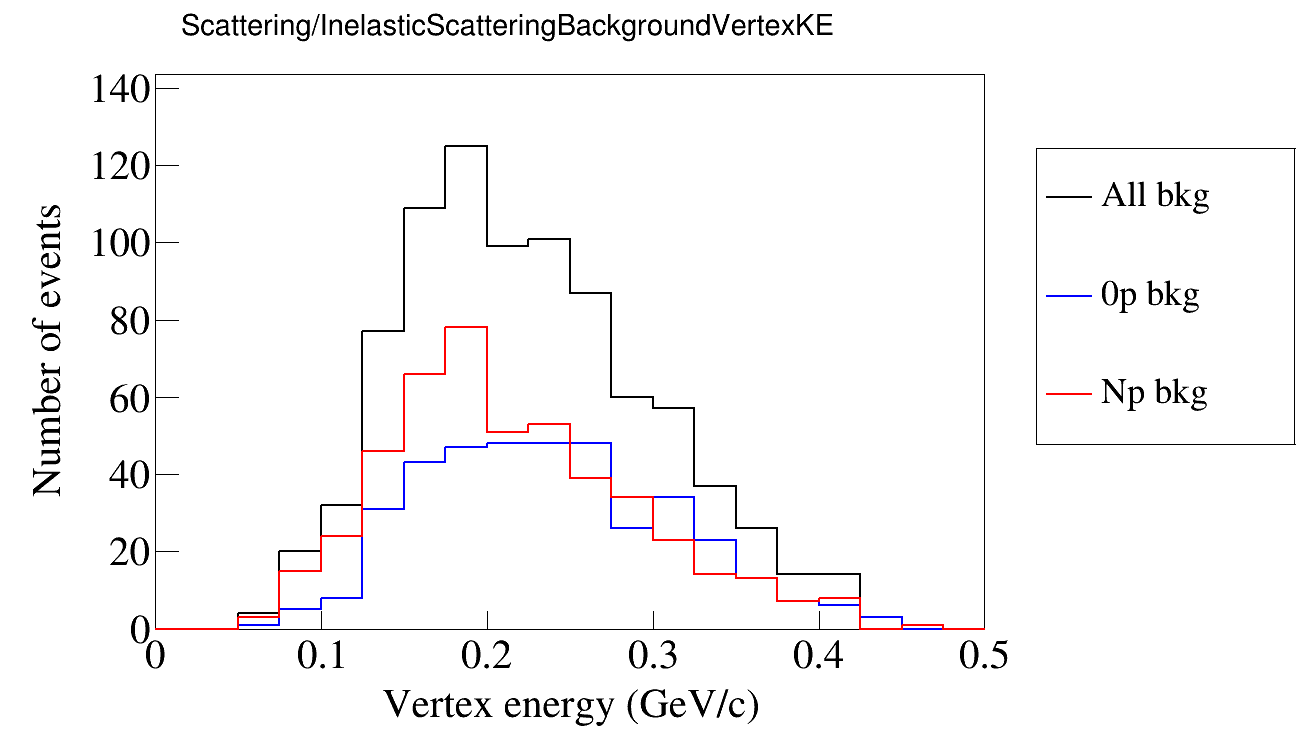 Scattering/InelasticScatteringBackgroundVertexKE
140
120
100
80
60
40
20
0
0 0.1 0.2 0.3 0.4 0.5
Number of events
Vertex energy (GeV/c)
All bkg
0p bkg
Np bkg